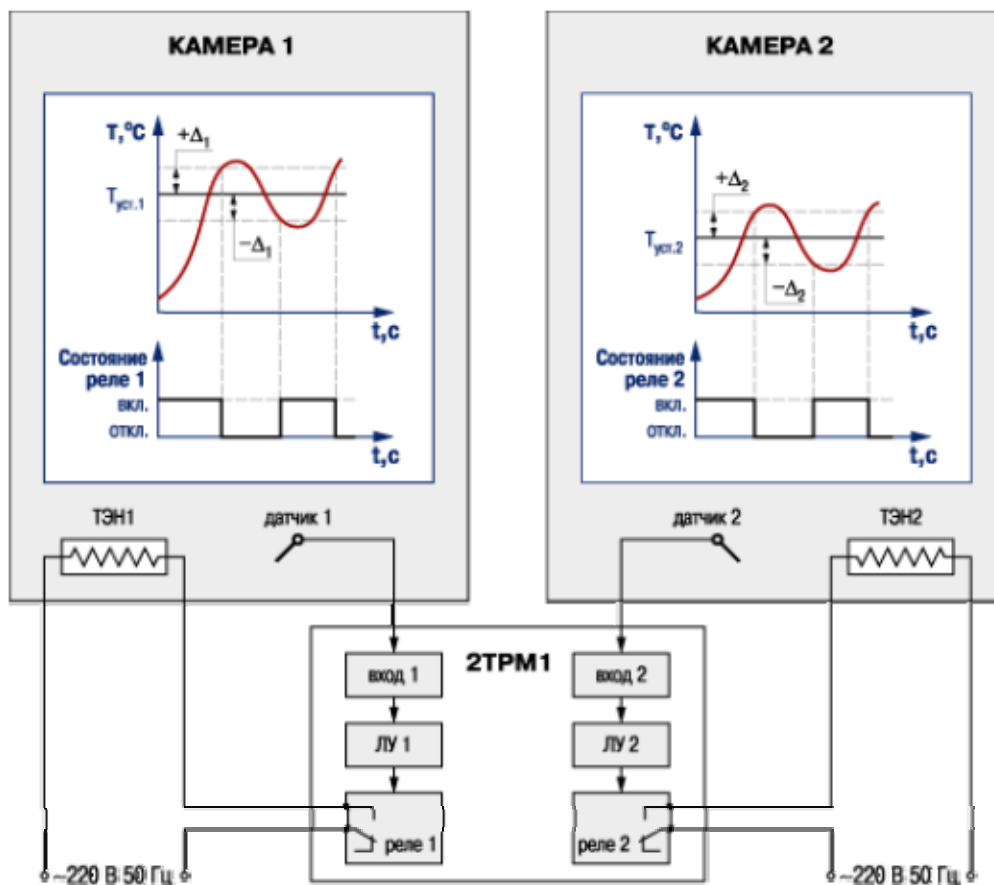 КАМЕРА 1
T,°C
+Δ₁
Tуст.1
−Δ₁
t,c
Состояние
реле 1
вкл.
откл.
t,c
ТЭН1
датчик 1
КАМЕРА 2
T,°C
+Δ₂
Tуст.2
−Δ₂
t,c
Состояние
реле 2
вкл.
откл.
t,c
датчик 2
ТЭН2
2ТРМ1
вход 1
вход 2
ЛУ 1
ЛУ 2
реле 1
реле 2
~220 В 50 Гц
~220 В 50 Гц